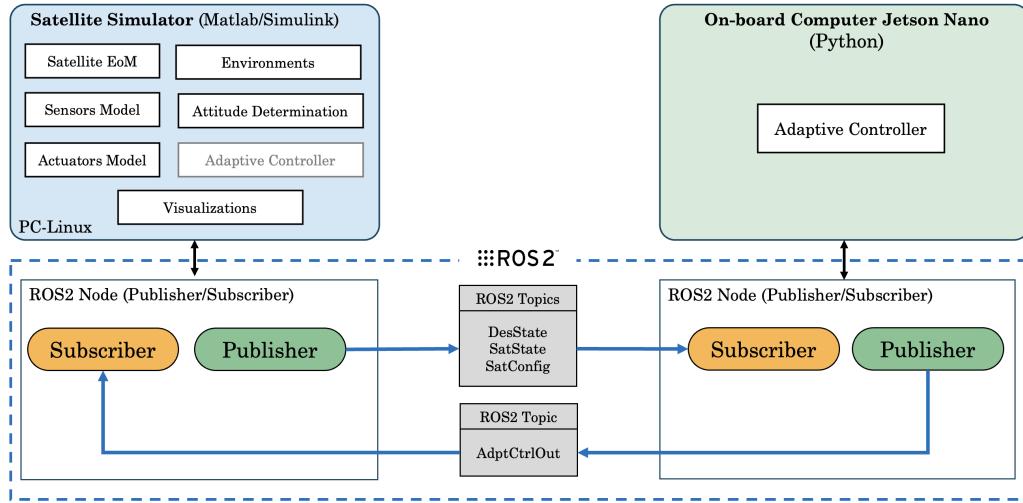 Satellite Simulator (Matlab/Simulink)
Satellite EoM
Environments
Sensors Model
Attitude Determination
Actuators Model
Adaptive Controller
Visualizations
PC-Linux
On-board Computer Jetson Nano
(Python)
Adaptive Controller
ROS 2™
ROS2 Node (Publisher/Subscriber)
Subscriber
Publisher
ROS2 Topics
DesState
SatState
SatConfig
ROS2 Topic
AdptCtrlOut
ROS2 Node (Publisher/Subscriber)
Subscriber
Publisher